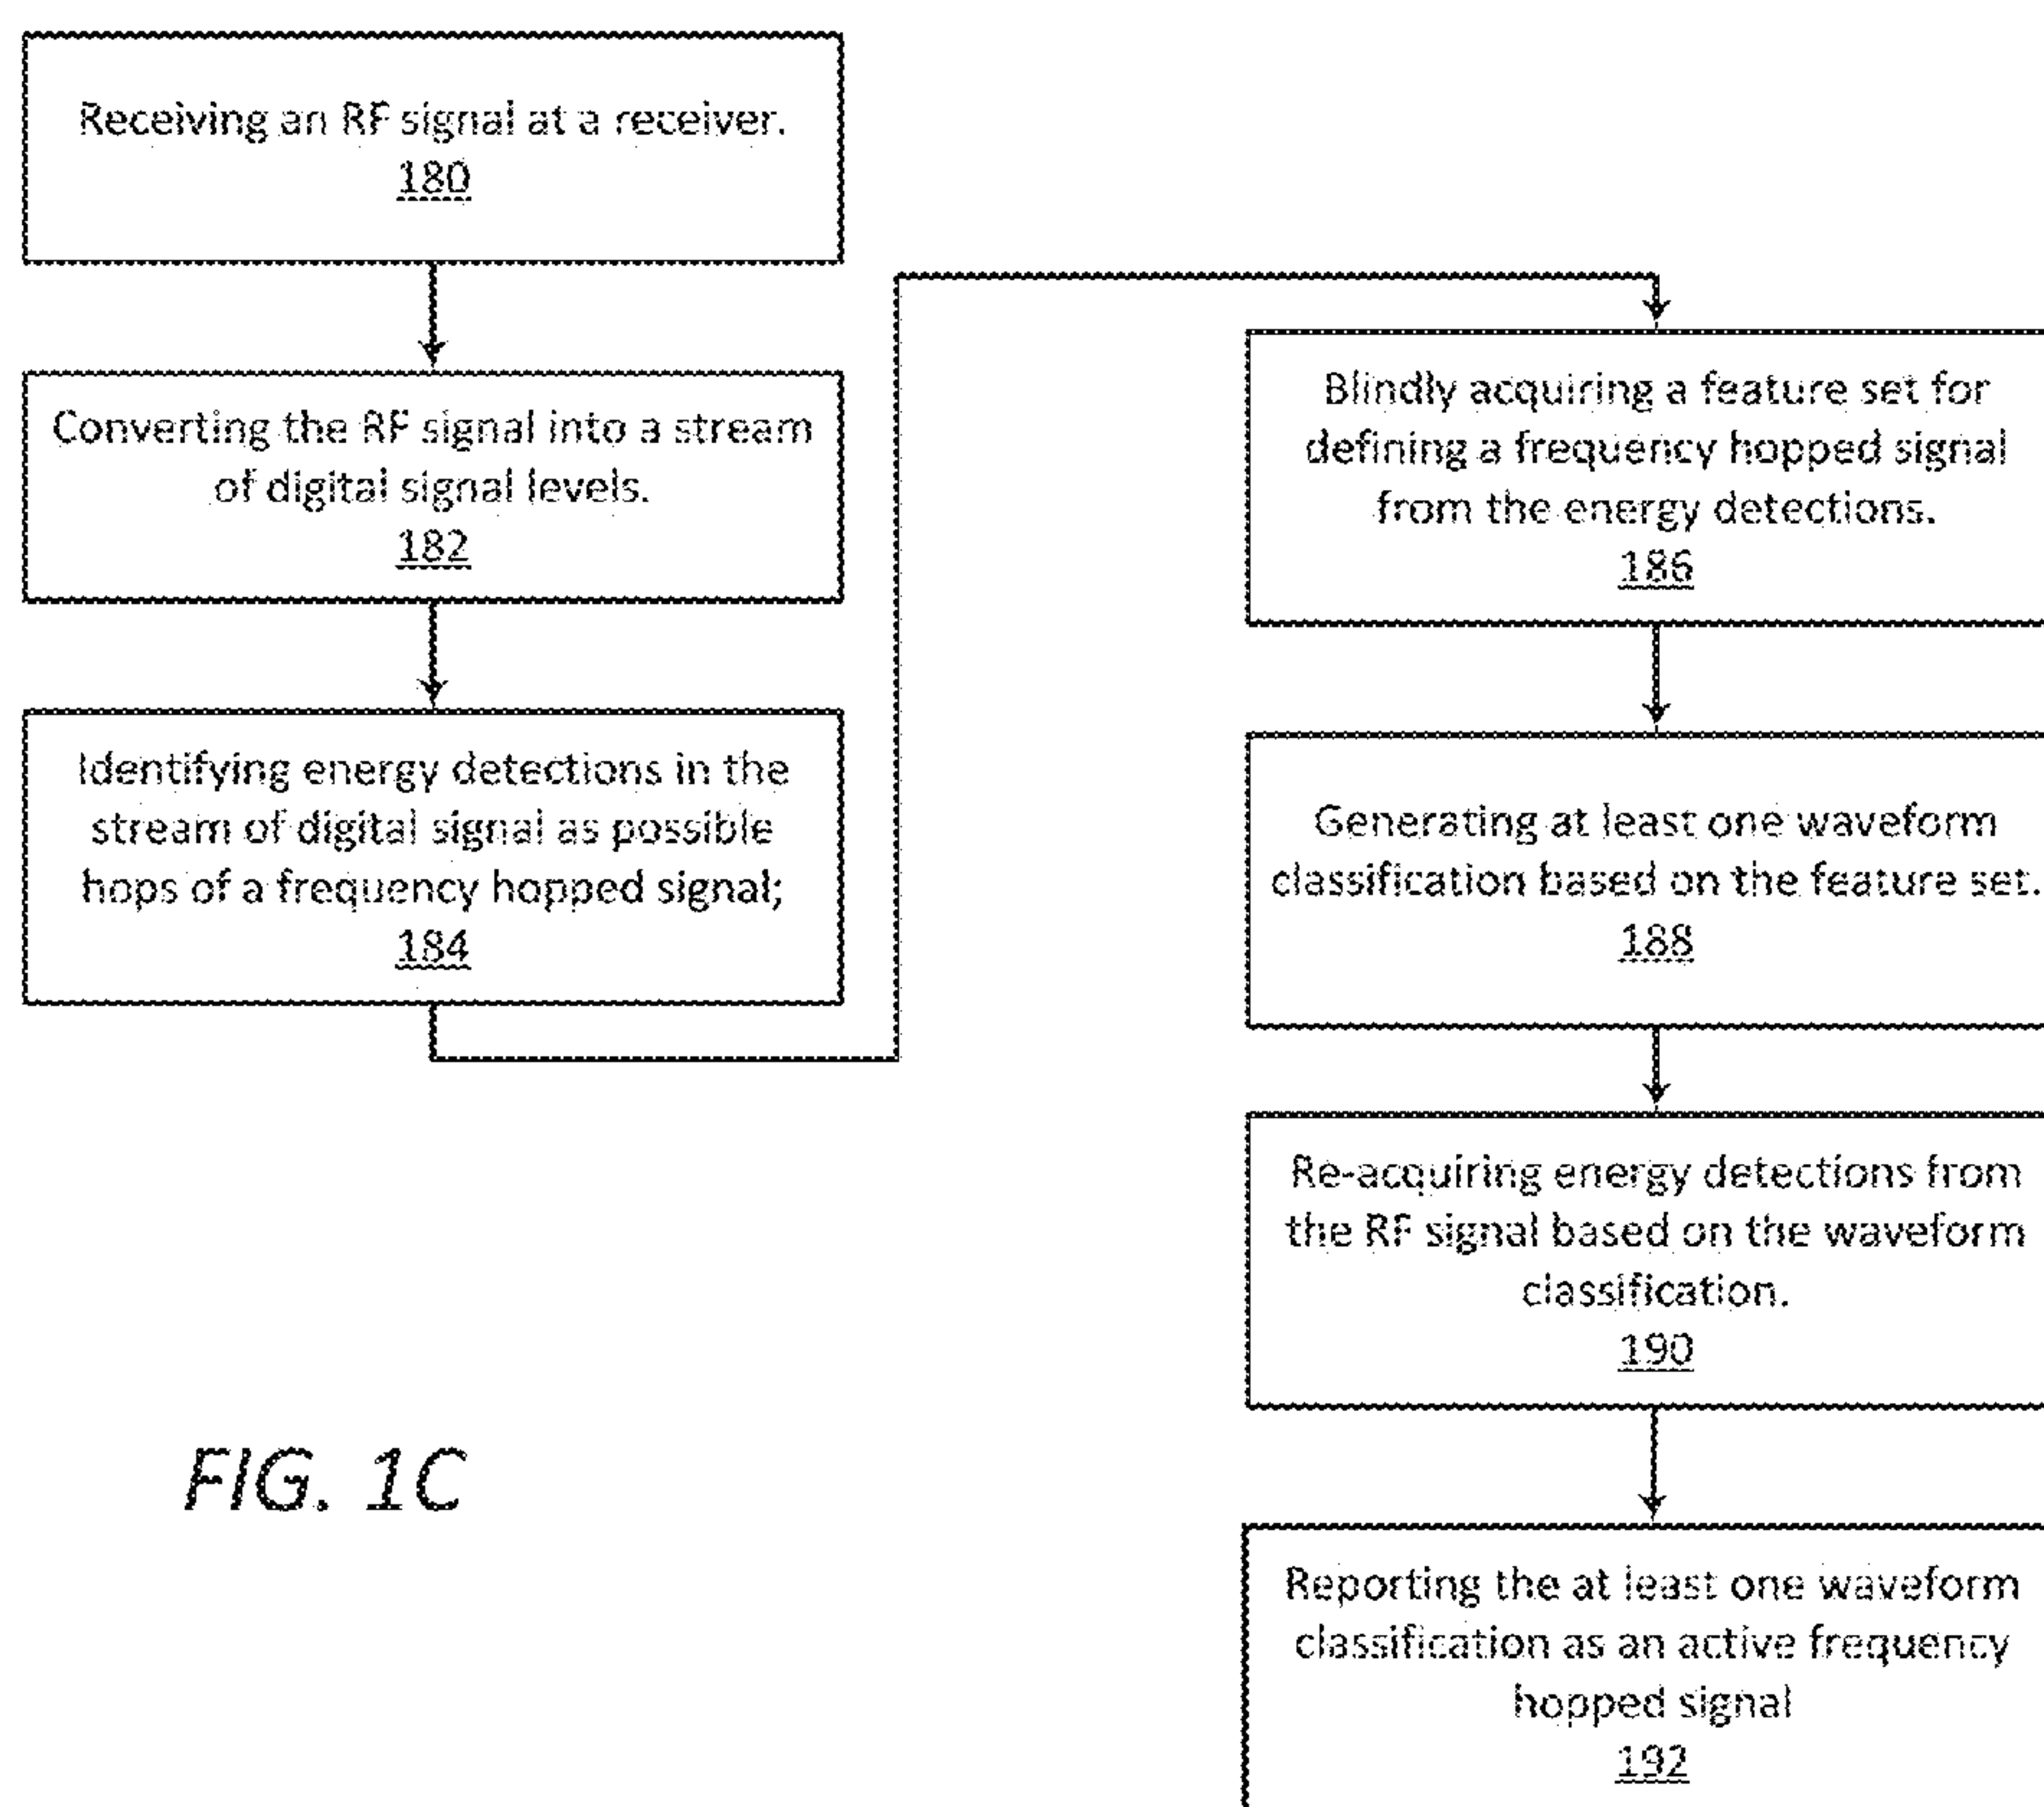 Receiving an RF signal at a receiver.
180
Converting the RF signal into a stream
of digital signal levels.
182
Identifying energy detections in the
stream of digital signal as possible
hops of a frequency hopped signal;
184
Blindly acquiring a feature set for
defining a frequency hopped signal
from the energy detections.
186
Generating at least one waveform
classification based on the feature set.
188
Re-acquiring energy detections from
the RF signal based on the waveform
classification.
190
Reporting the at least one waveform
classification as an active frequency
hopped signal
192
FIG. 1C